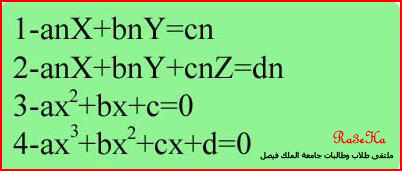 1-anX+bnY=cn
2-anX+bnY+cnZ=dn
3-ax²+bx+c=0
4-ax³+bx²+cx+d=0
Ra3eHa
ملتقى طلاب وطالبات جامعة الملك فيصل